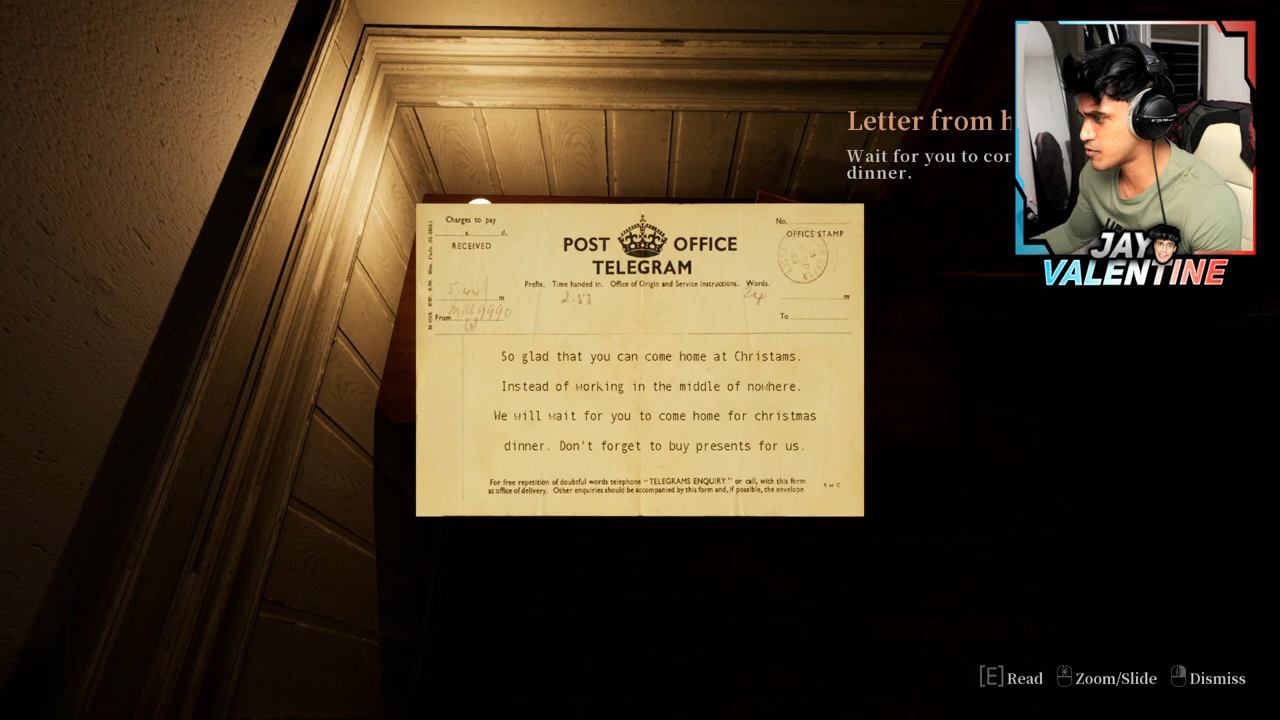 Letter from h
Wait for you to cor
dinner.
JAY
VALENTINE
Charges to pay
s. d.
RECEIVED
POST OFFICE
TELEGRAM
No.
OFFICE STAMP
Prefix. Time handed in. Office of Origin and Service Instructions. Words.
2.53
24
m
m
From
To
So glad that you can come home at Christams.
Instead of working in the middle of nowhere.
We will wait for you to come home for christmas
dinner. Don't forget to buy presents for us.
For free repetition of doubtful words telephone "TELEGRAMS ENQUIRY" or call, with this form
at office of delivery. Other enquiries should be accompanied by this form and, if possible, the envelope.
B or C
[E] Read Zoom/Slide Dismiss